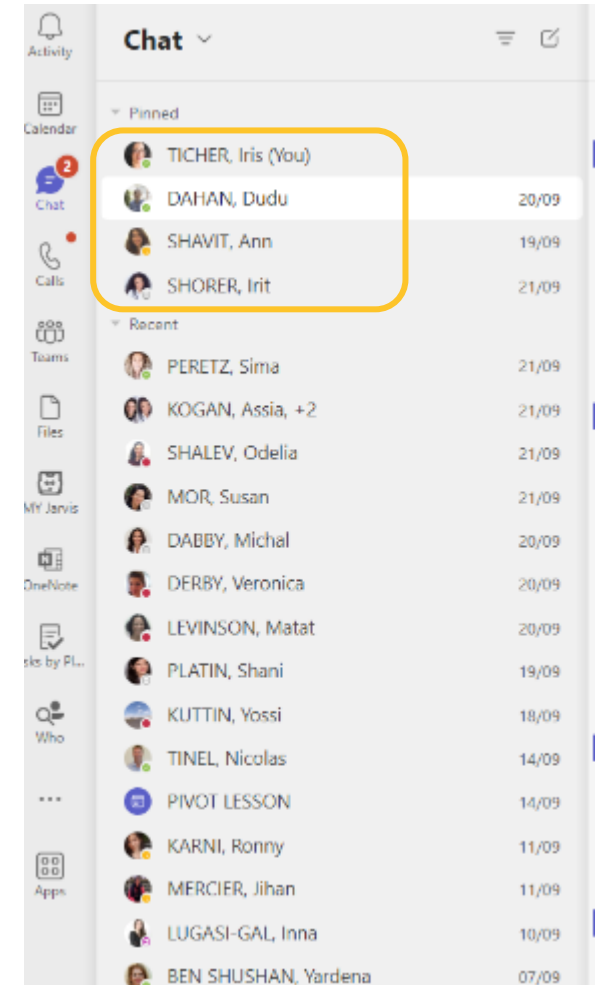 Activity
Calendar
2
Chat
Calls
Teams
Files
MY Jarvis
OneNote
sks by Pl...
Who
...
Apps
Chat
Pinned
TICHER, Iris (You)
DAHAN, Dudu 20/09
SHAVIT, Ann 19/09
SHORER, Irit 21/09
Recent
PERETZ, Sima 21/09
KOGAN, Assia, +2 21/09
SHALEV, Odelia 21/09
MOR, Susan 21/09
DABBY, Michal 20/09
DERBY, Veronica 20/09
LEVINSON, Matat 20/09
PLATIN, Shani 19/09
KUTTIN, Yossi 18/09
TINEL, Nicolas 14/09
PIVOT LESSON 14/09
KARNI, Ronny 11/09
MERCIER, Jihan 11/09
LUGASI-GAL, Inna 10/09
BEN SHUSHAN, Yardena 07/09